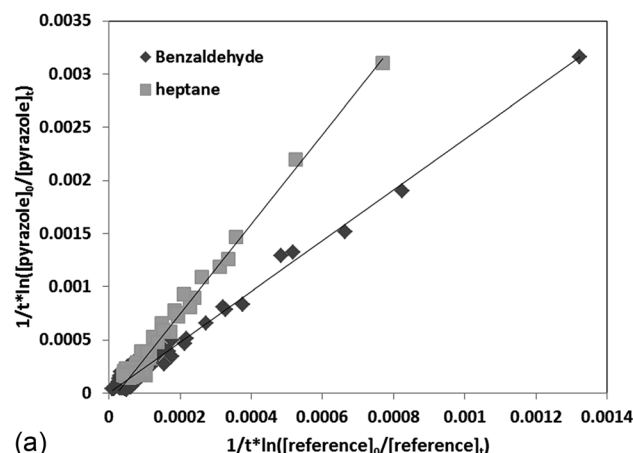 0.0035
0.003
0.0025
0.002
0.0015
0.001
0.0005
0
Benzaldehyde
heptane
1/t*ln([pyrazole]₀/[pyrazole]ₜ)
0 0.0002 0.0004 0.0006 0.0008 0.001 0.0012 0.0014
1/t*ln([reference]₀/[reference]ₜ)
(a)